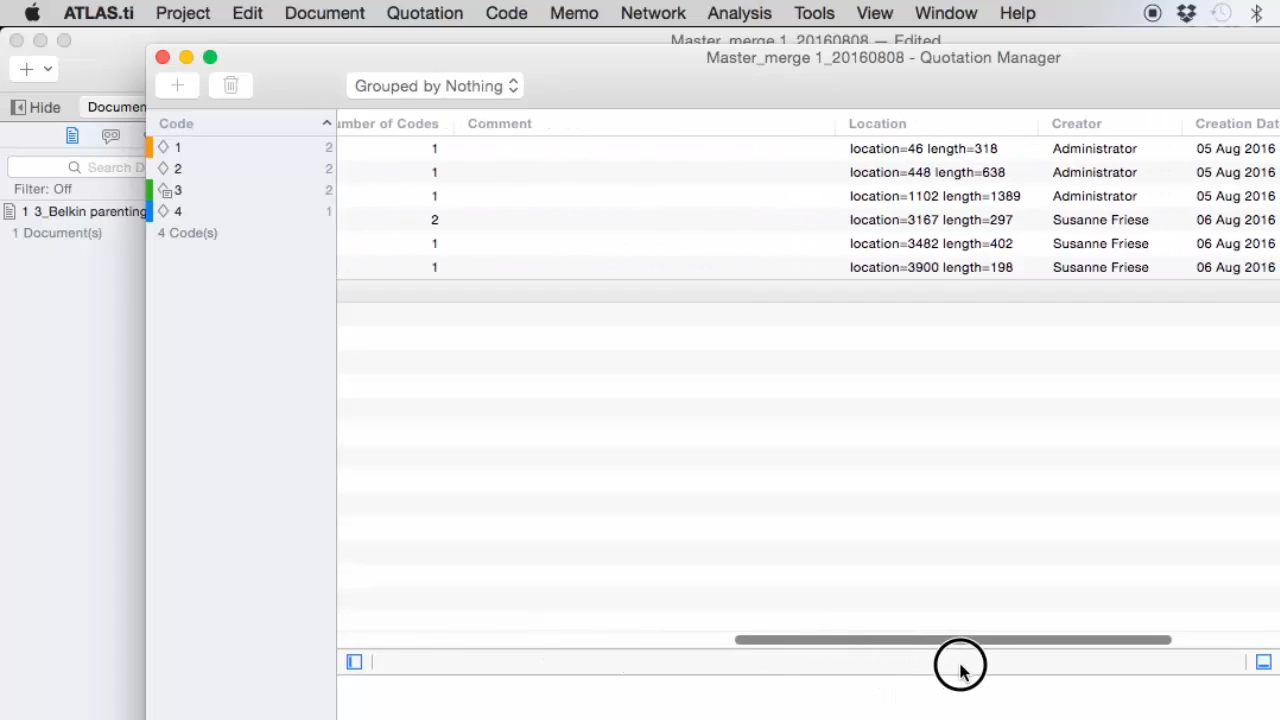 ATLAS.ti Project Edit Document Quotation Code Memo Network Analysis Tools View Window Help
Master_merge 1_20160808 — Edited
Master_merge 1_20160808 - Quotation Manager
Grouped by Nothing
Hide Documen
Code
umber of Codes Comment Location Creator Creation Dat
1 2
2 2
3 2
4 1
4 Code(s)
Search D
Filter: Off
1 3_Belkin parenting
1 Document(s)
1 location=46 length=318 Administrator 05 Aug 2016
1 location=448 length=638 Administrator 05 Aug 2016
1 location=1102 length=1389 Administrator 05 Aug 2016
2 location=3167 length=297 Susanne Friese 06 Aug 2016
1 location=3482 length=402 Susanne Friese 06 Aug 2016
1 location=3900 length=198 Susanne Friese 06 Aug 2016